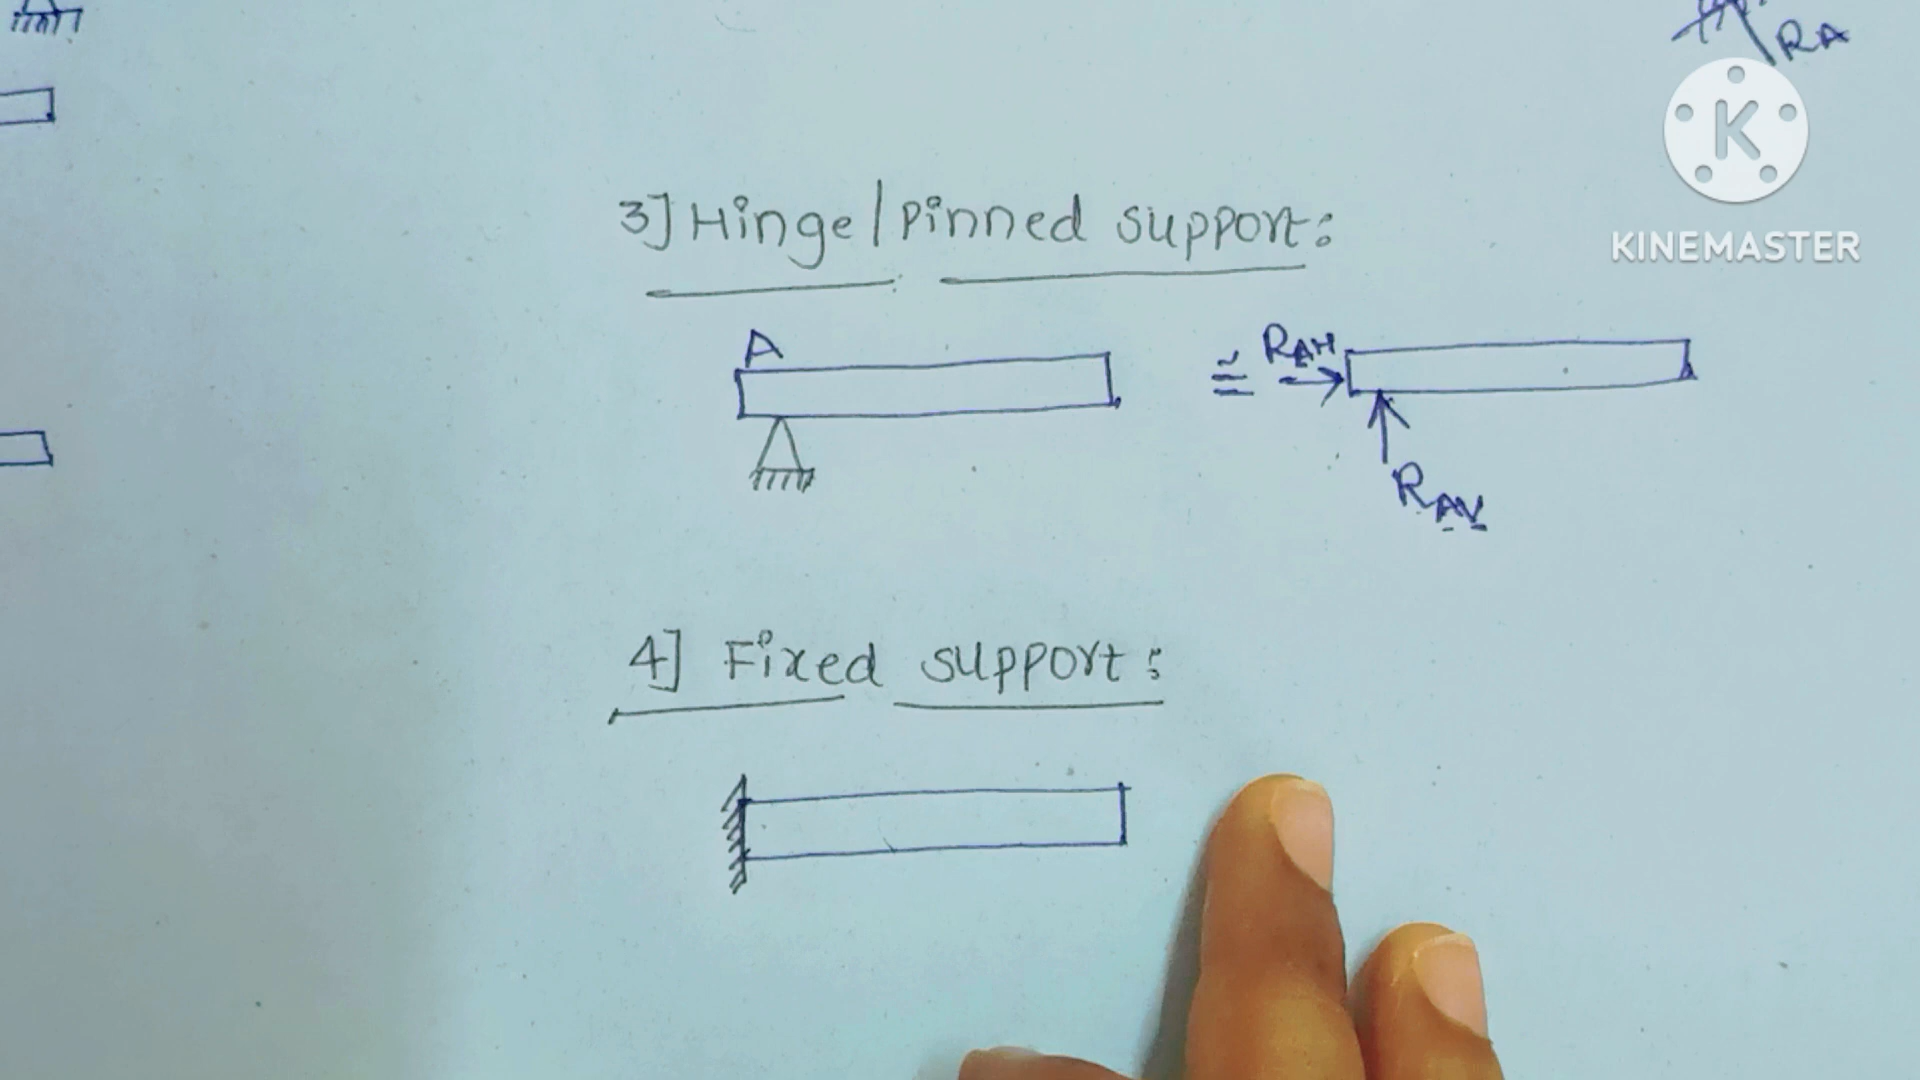 RA
K
KINEMASTER
3] Hinge/pinned support:
A
≅ RAH
RAV
4] Fixed support: